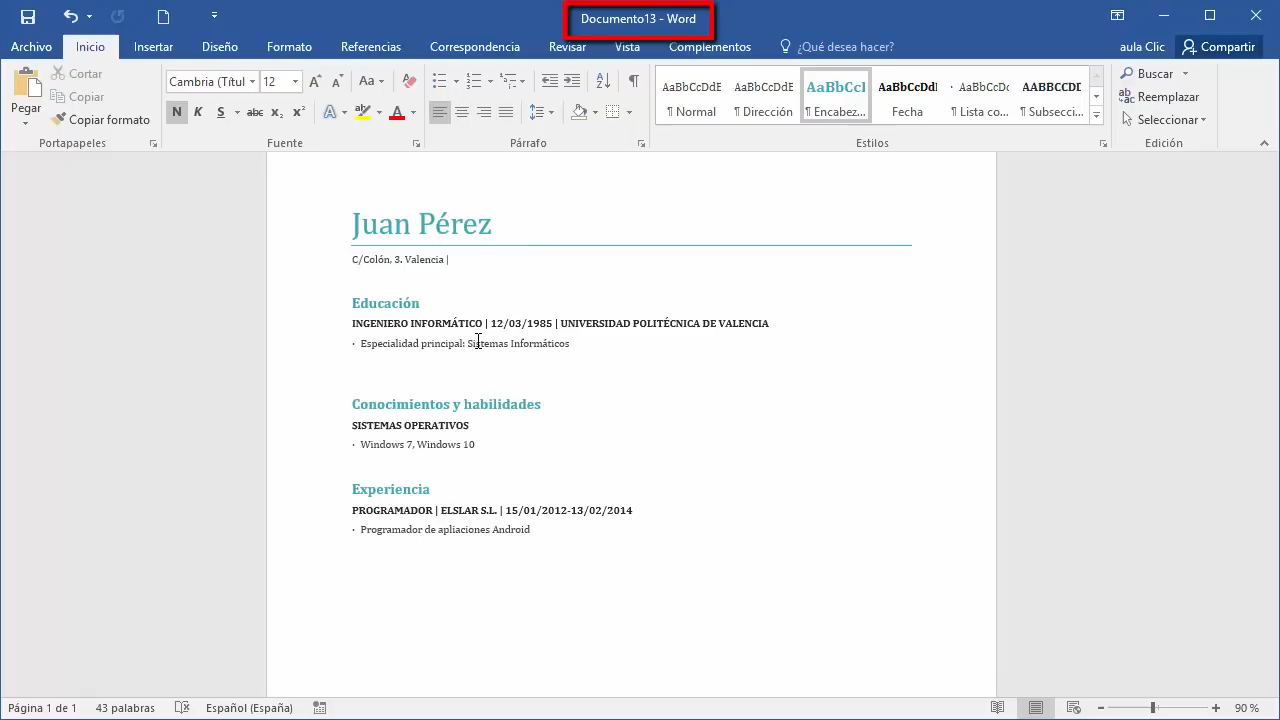 Documento13 - Word
Archivo Inicio Insertar Diseño Formato Referencias Correspondencia Revisar Vista Complementos ¿Qué desea hacer? aula Clic Compartir
Pegar
Cortar
Copiar
Copiar formato
Portapapeles
Cambria (Títul 12 Aa
N K S abc x₂ x² A A
Fuente
Párrafo
AaBbCcDdE AaBbCcDdE AaBbCcI AaBbCcDdI AaBbCcDc AABBCCDI
¶ Normal ¶ Dirección ¶ Encabez... Fecha ¶ Lista co... ¶ Subsecci...
Estilos
Buscar
Reemplazar
Seleccionar
Edición
Juan Pérez
C/Colón, 3. Valencia |
Educación
INGENIERO INFORMÁTICO | 12/03/1985 | UNIVERSIDAD POLITÉCNICA DE VALENCIA
· Especialidad principal: Sistemas Informáticos
Conocimientos y habilidades
SISTEMAS OPERATIVOS
· Windows 7, Windows 10
Experiencia
PROGRAMADOR | ELSLAR S.L. | 15/01/2012-13/02/2014
· Programador de apliaciones Android
Página 1 de 1 43 palabras Español (España) 90 %